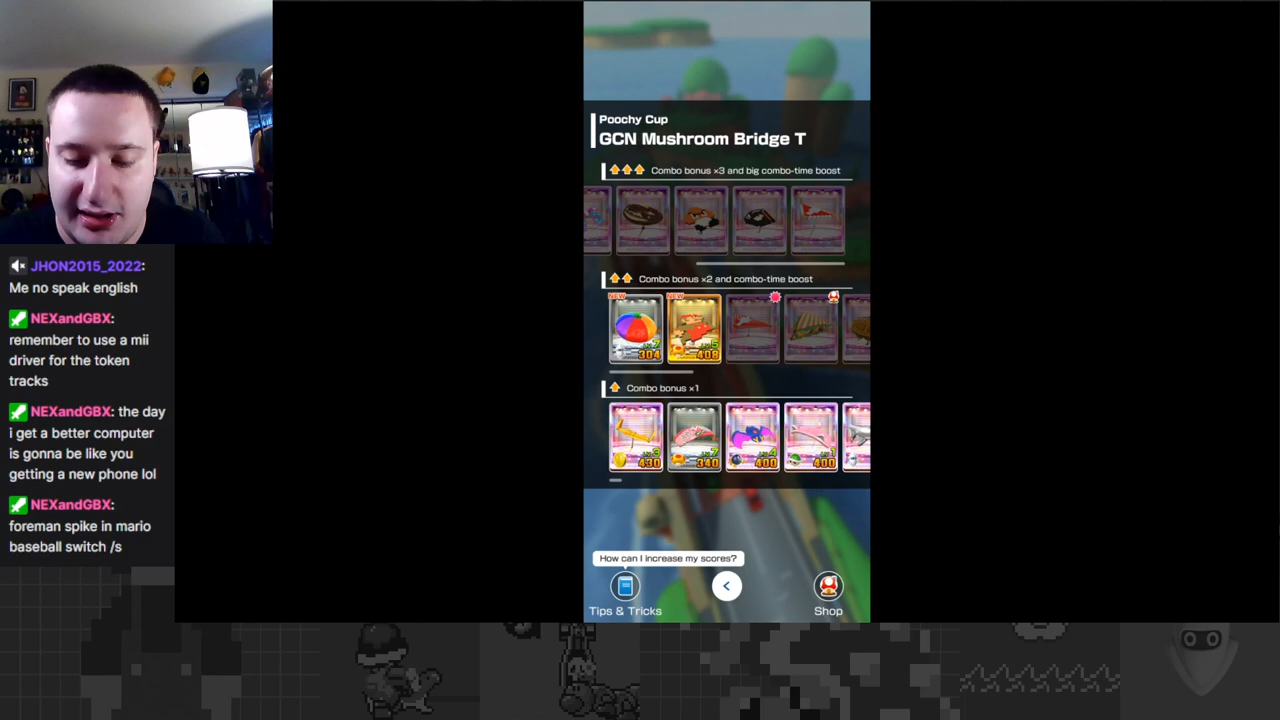 JHON2015_2022:
Me no speak english
NEXandGBX:
remember to use a mii
driver for the token
tracks
NEXandGBX: the day
i get a better computer
is gonna be like you
getting a new phone lol
NEXandGBX:
foreman spike in mario
baseball switch /s
Poochy Cup
GCN Mushroom Bridge T
Combo bonus ×3 and big combo-time boost
Combo bonus ×2 and combo-time boost
NEW NEW
304 408
Combo bonus ×1
430 340 400 400
How can I increase my scores?
<
Tips & Tricks Shop